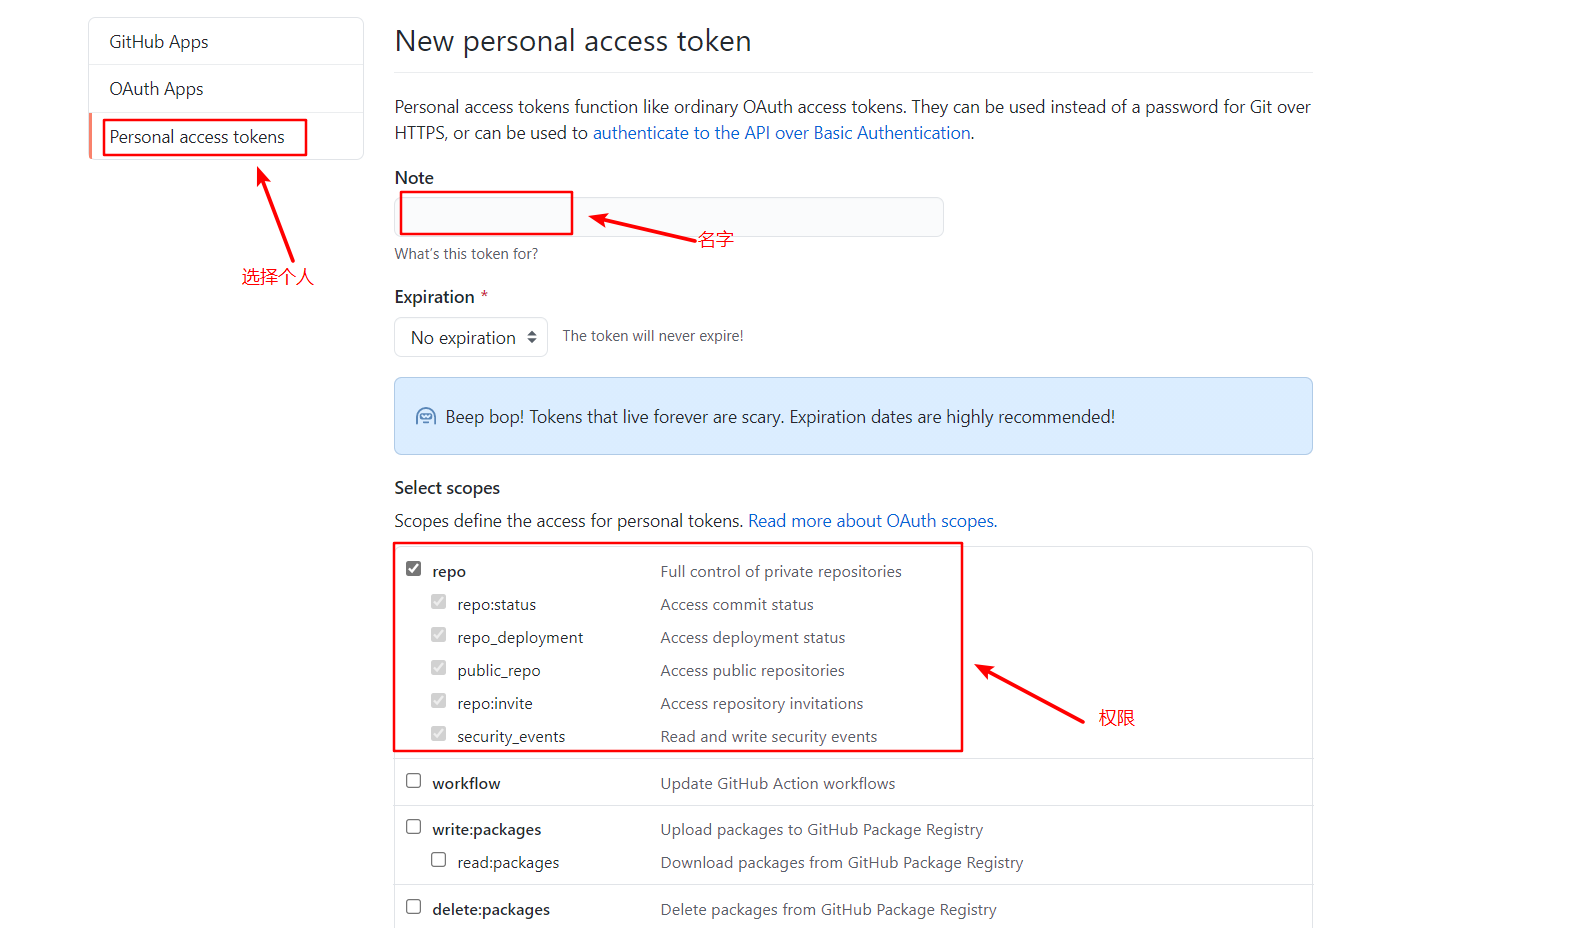 GitHub Apps
OAuth Apps
Personal access tokens
选择个人
New personal access token
Personal access tokens function like ordinary OAuth access tokens. They can be used instead of a password for Git over
HTTPS, or can be used to authenticate to the API over Basic Authentication.
Note
名字
What's this token for?
Expiration *
No expiration The token will never expire!
Beep bop! Tokens that live forever are scary. Expiration dates are highly recommended!
Select scopes
Scopes define the access for personal tokens. Read more about OAuth scopes.
repo Full control of private repositories
repo:status Access commit status
repo_deployment Access deployment status
public_repo Access public repositories
repo:invite Access repository invitations
权限
security_events Read and write security events
workflow Update GitHub Action workflows
write:packages Upload packages to GitHub Package Registry
read:packages Download packages from GitHub Package Registry
delete:packages Delete packages from GitHub Package Registry